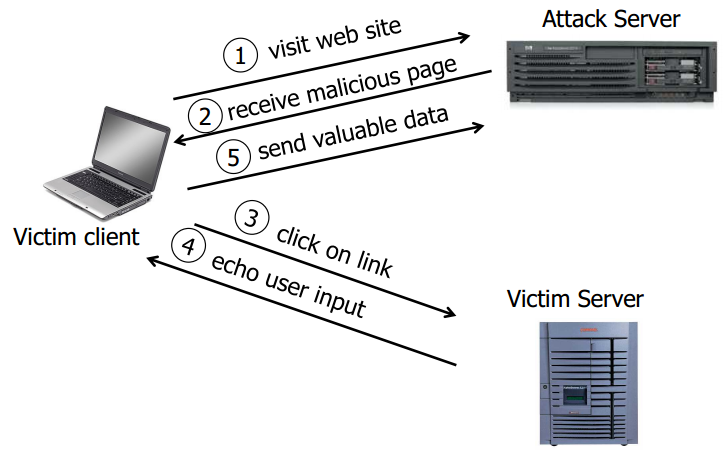 Attack Server
1 visit web site
2 receive malicious page
5 send valuable data
Victim client
3 click on link
4 echo user input
Victim Server